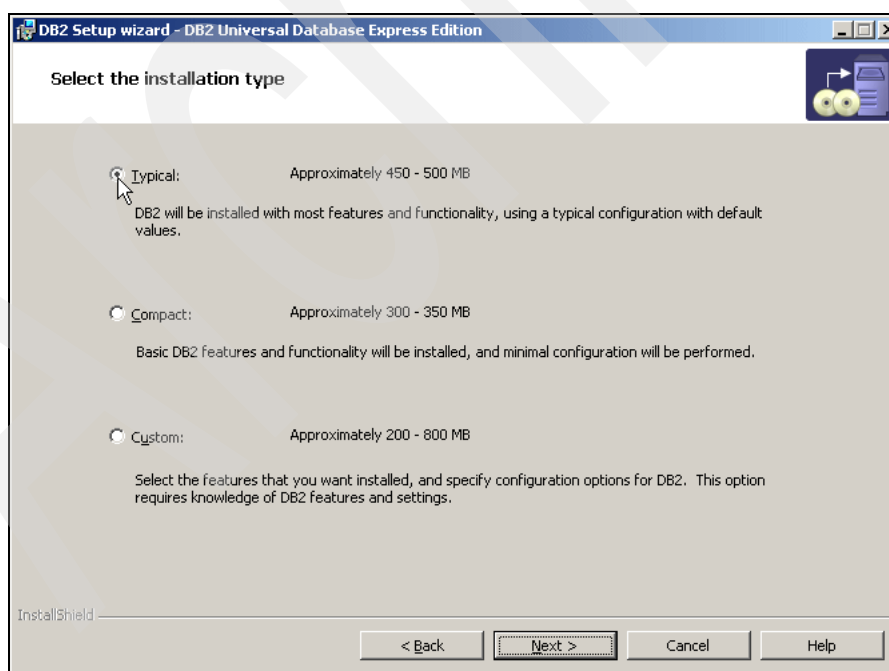 DB2 Setup wizard - DB2 Universal Database Express Edition
Select the installation type
Typical: Approximately 450 - 500 MB
DB2 will be installed with most features and functionality, using a typical configuration with default
values.
Compact: Approximately 300 - 350 MB
Basic DB2 features and functionality will be installed, and minimal configuration will be performed.
Custom: Approximately 200 - 800 MB
Select the features that you want installed, and specify configuration options for DB2. This option
requires knowledge of DB2 features and settings.
InstallShield
< Back Next > Cancel Help